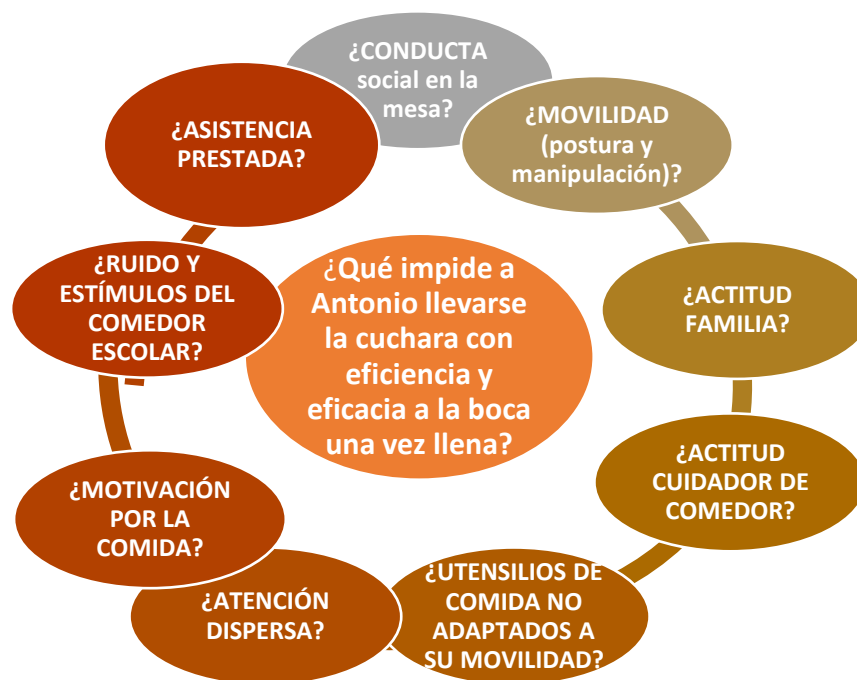 ¿CONDUCTA
social en la
mesa?
¿MOVILIDAD
(postura y
manipulación)?
¿ACTITUD
FAMILIA?
¿ACTITUD
CUIDADOR DE
COMEDOR?
¿UTENSILIOS DE
COMIDA NO
ADAPTADOS A
SU MOVILIDAD?
¿ATENCIÓN
DISPERSA?
¿MOTIVACIÓN
POR LA
COMIDA?
¿RUIDO Y
ESTÍMULOS DEL
COMEDOR
ESCOLAR?
¿ASISTENCIA
PRESTADA?
¿Qué impide a
Antonio llevarse
la cuchara con
eficiencia y
eficacia a la boca
una vez llena?